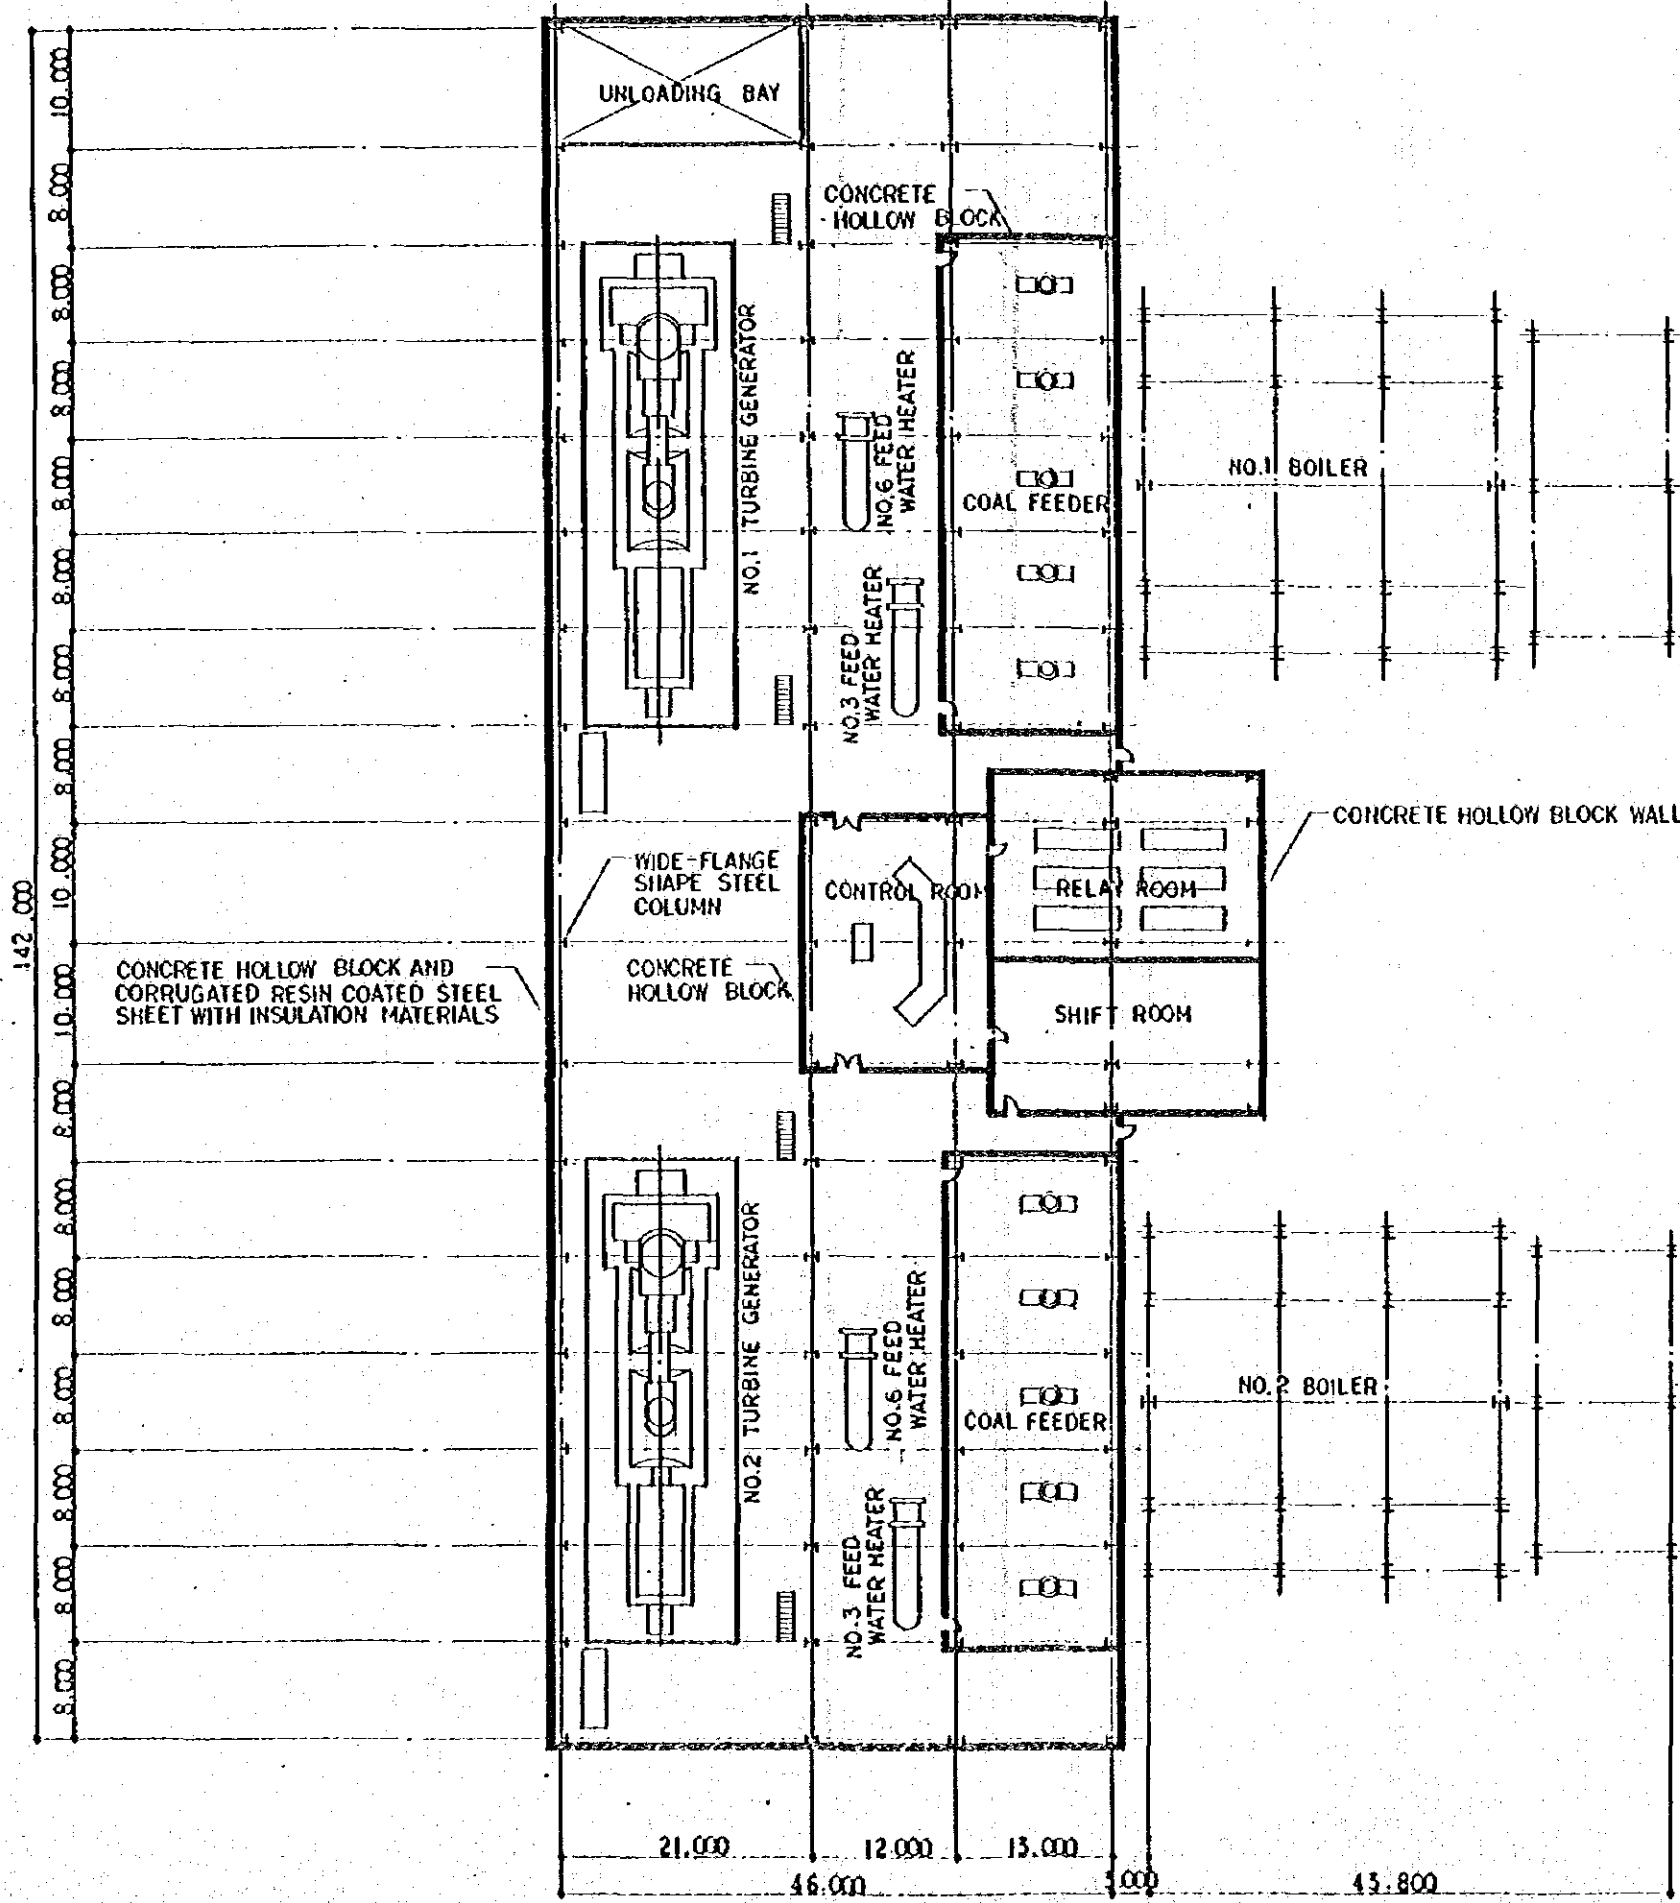 UNLOADING BAY
CONCRETE
HOLLOW BLOCK
NO.1 TURBINE GENERATOR
NO.6 FEED
WATER HEATER
NO.3 FEED
WATER HEATER
COAL FEEDER
NO.1 BOILER
CONCRETE HOLLOW BLOCK WALL
WIDE-FLANGE
SHAPE STEEL
COLUMN
CONTROL ROOM
RELAY ROOM
CONCRETE HOLLOW BLOCK AND
CORRUGATED RESIN COATED STEEL
SHEET WITH INSULATION MATERIALS
CONCRETE
HOLLOW BLOCK
SHIFT ROOM
NO.2 TURBINE GENERATOR
NO.6 FEED
WATER HEATER
NO.3 FEED
WATER HEATER
COAL FEEDER
NO.2 BOILER
10.000
8.000
8.000
8.000
8.000
8.000
8.000
8.000
10.000
10.000
8.000
8.000
8.000
8.000
8.000
8.000
8.000
142.000
21.000
12.000
13.000
46.000
43.800